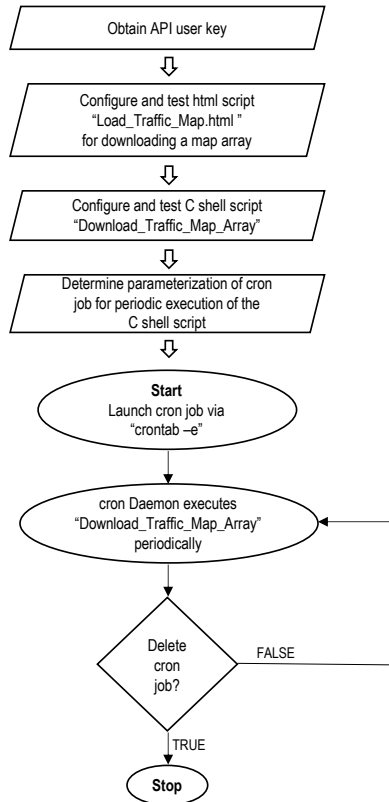 Obtain API user key
Configure and test html script
“Load_Traffic_Map.html ”
for downloading a map array
Configure and test C shell script
“Download_Traffic_Map_Array”
Determine parameterization of cron
job for periodic execution of the
C shell script
Start
Launch cron job via
“crontab –e”
cron Daemon executes
“Download_Traffic_Map_Array”
periodically
Delete
cron
job?
FALSE
TRUE
Stop